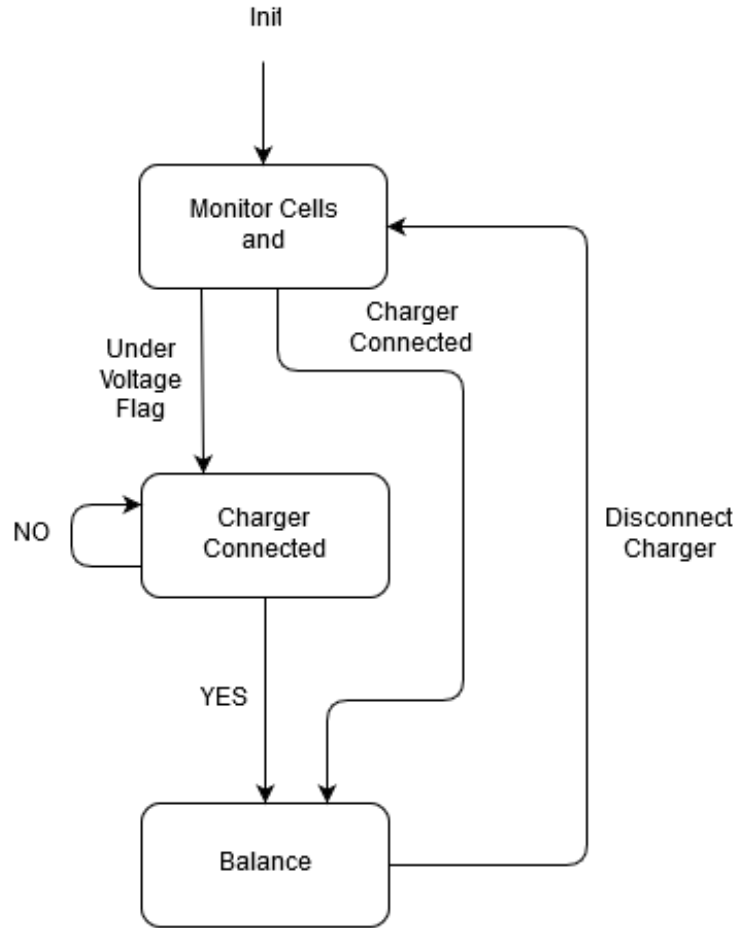 Init
Monitor Cells
and
Charger
Connected
Under
Voltage
Flag
Charger
Connected
NO
Disconnect
Charger
YES
Balance